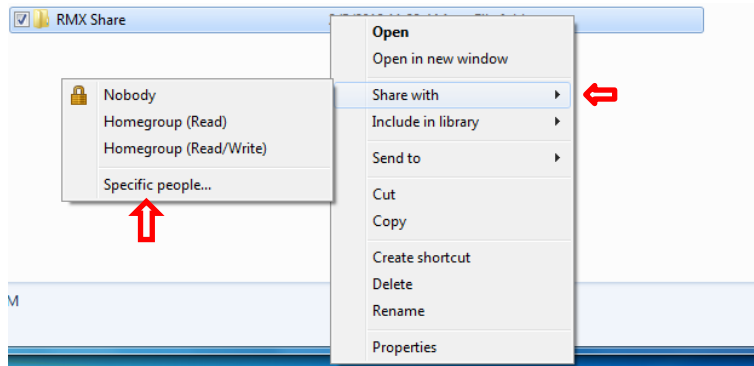 RMX Share
Open
Open in new window
Share with
Include in library
Send to
Cut
Copy
Create shortcut
Delete
Rename
Properties
Nobody
Homegroup (Read)
Homegroup (Read/Write)
Specific people...
M